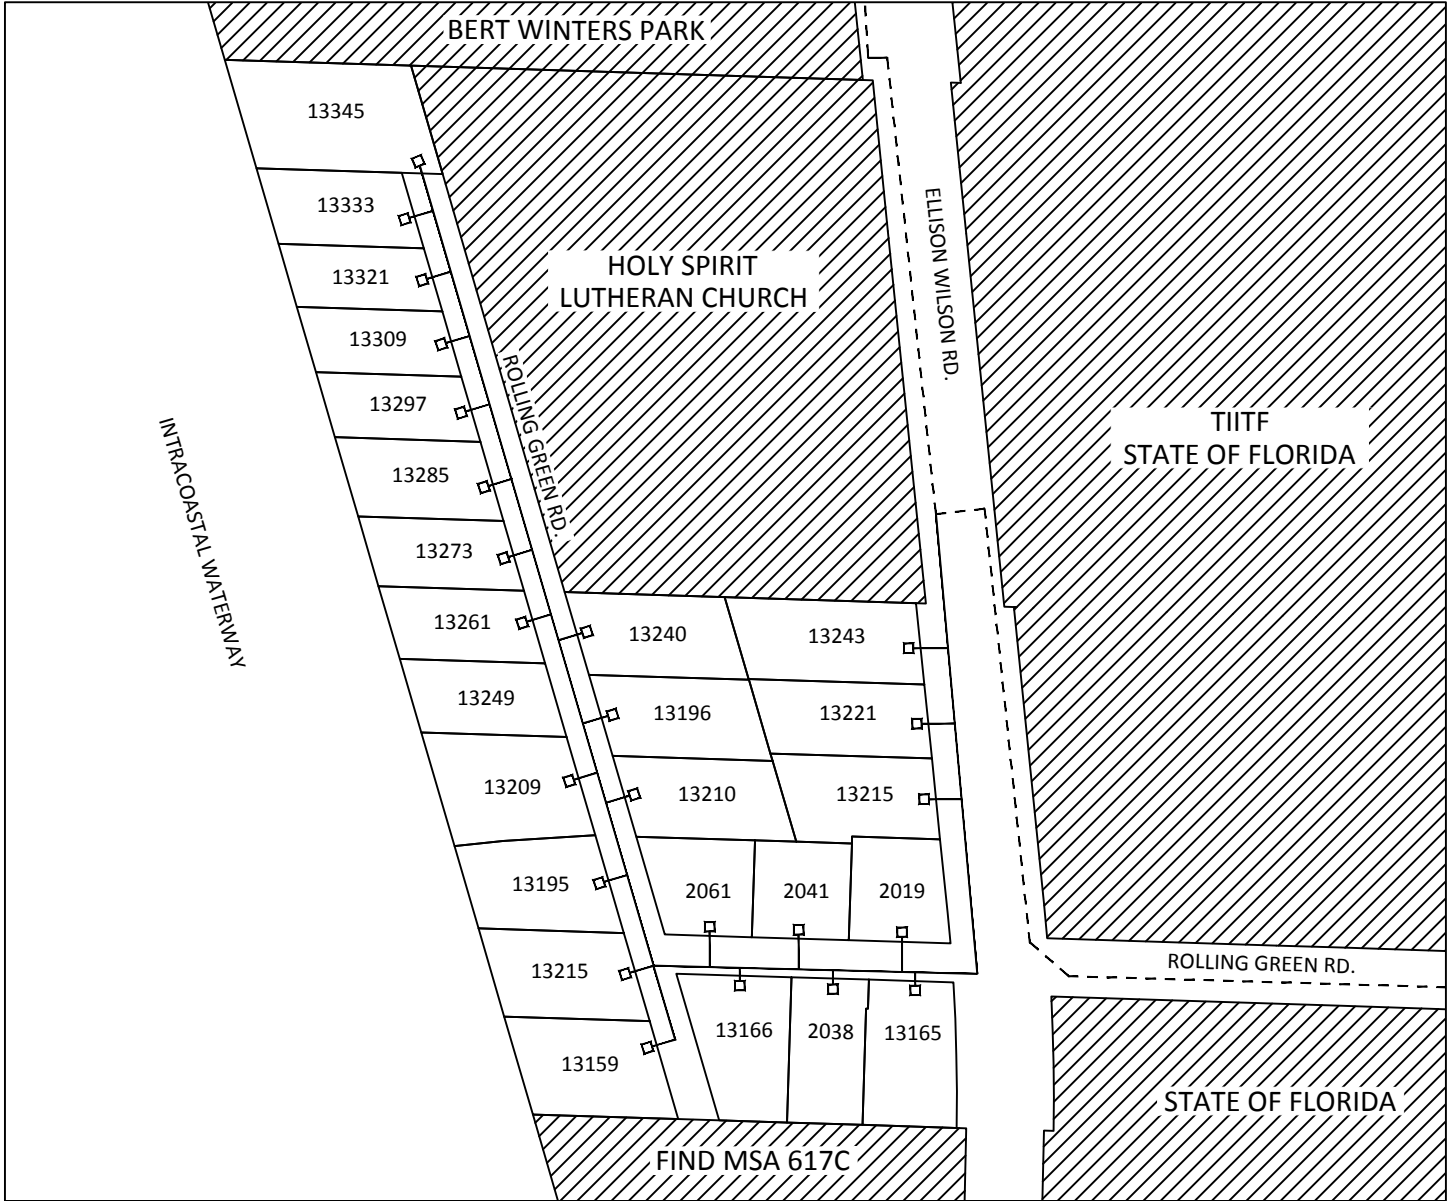 BERT WINTERS PARK
13345
13333
13321
13309
13297
13285
13273
13261
13249
13209
13195
13215
13159
INTRACOASTAL WATERWAY
ROLLING GREEN RD.
HOLY SPIRIT
LUTHERAN CHURCH
ELLISON WILSON RD.
TIITF
STATE OF FLORIDA
13240
13243
13196
13221
13210
13215
2061
2041
2019
13166
2038
13165
ROLLING GREEN RD.
STATE OF FLORIDA
FIND MSA 617C